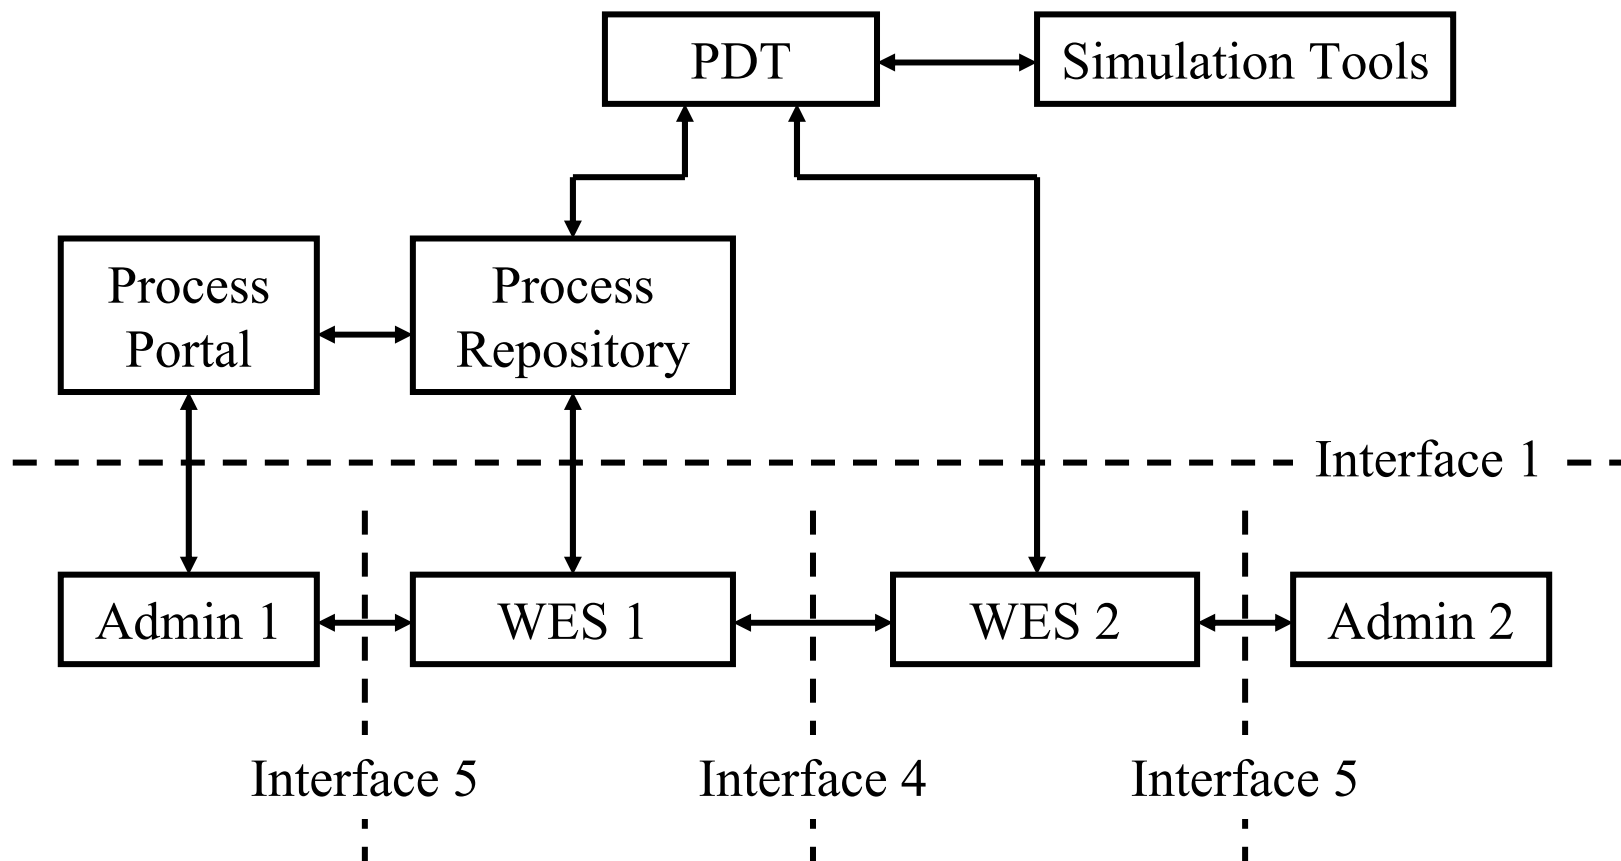 PDT
Simulation Tools
Process
Portal
Process
Repository
Interface 1
Admin 1
WES 1
WES 2
Admin 2
Interface 5
Interface 4
Interface 5